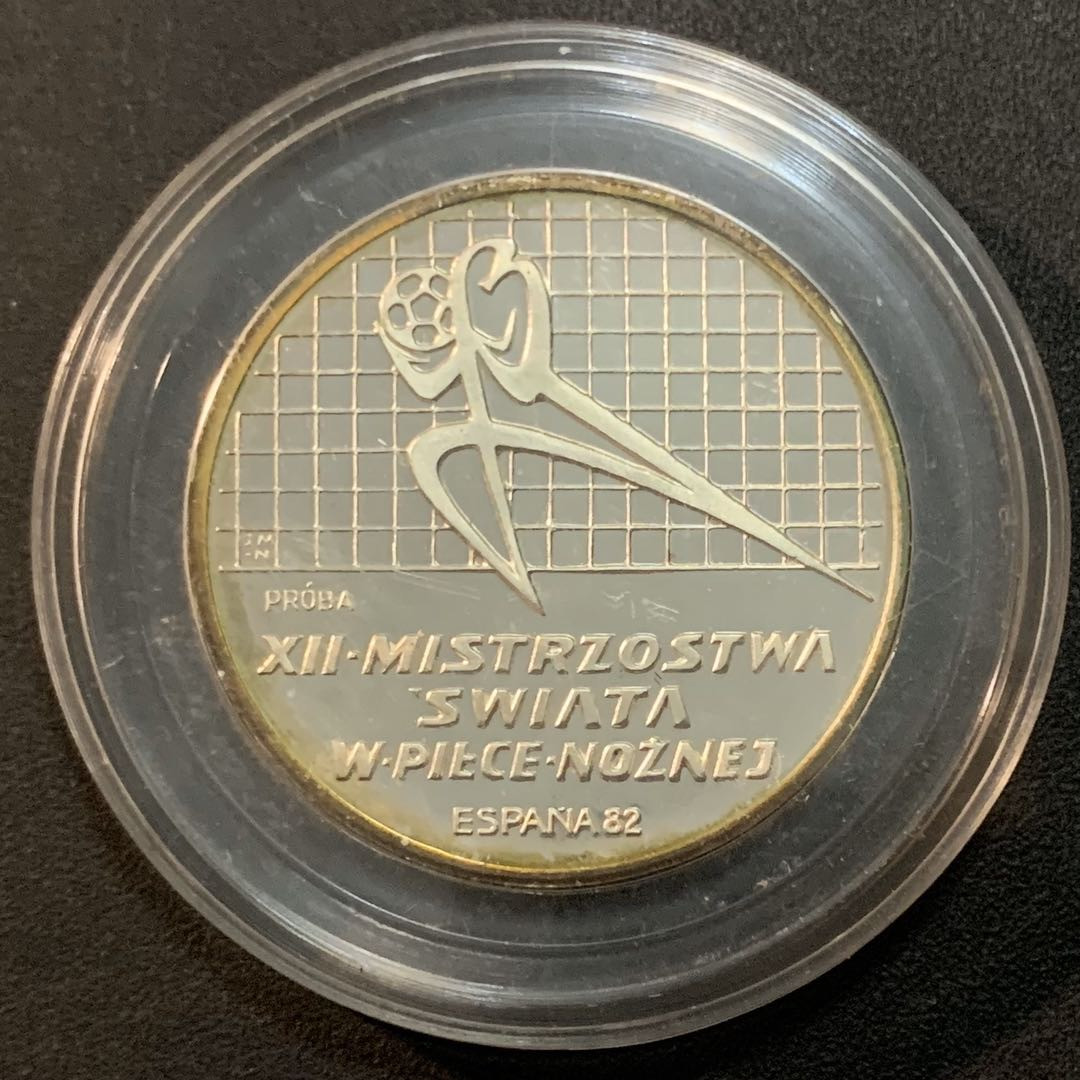 PRÓBA
XII·MISTRZOSTWA
ŚWIATA
W·PIŁCE·NOŻNEJ
ESPAÑA 82